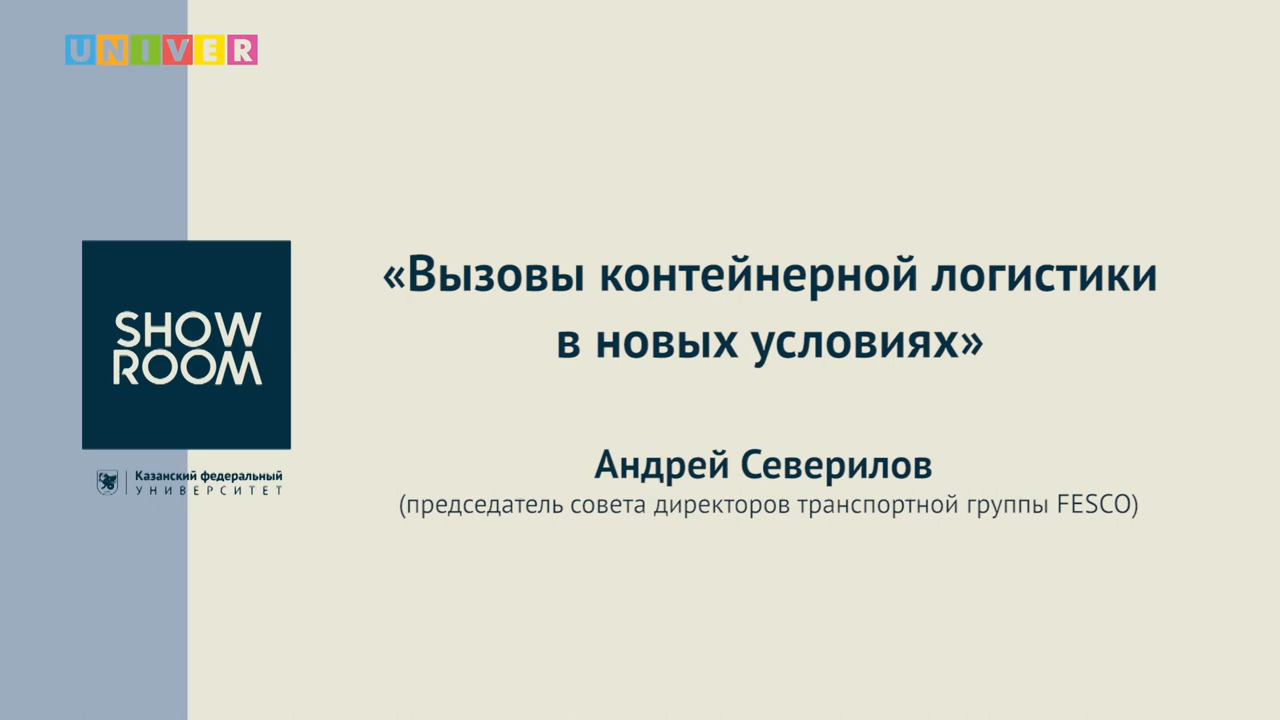 UNIVER
SHOW
ROOM
Казанский федеральный
УНИВЕРСИТЕТ
«Вызовы контейнерной логистики
в новых условиях»
Андрей Северилов
(председатель совета директоров транспортной группы FESCO)